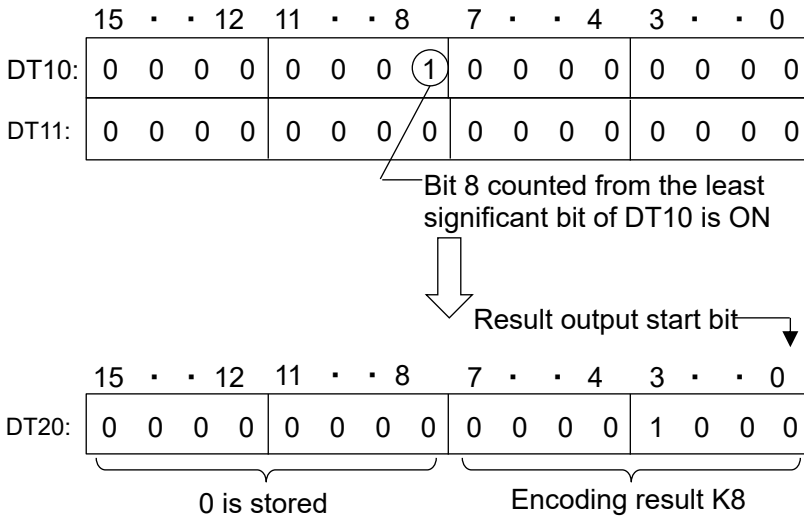 15 · · 12 11 · · 8 7 · · 4 3 · · 0
DT10: 0 0 0 0 0 0 0 1 0 0 0 0 0 0 0 0
DT11: 0 0 0 0 0 0 0 0 0 0 0 0 0 0 0 0
Bit 8 counted from the least
significant bit of DT10 is ON
Result output start bit
15 · · 12 11 · · 8 7 · · 4 3 · · 0
DT20: 0 0 0 0 0 0 0 0 0 0 0 0 1 0 0 0
0 is stored Encoding result K8